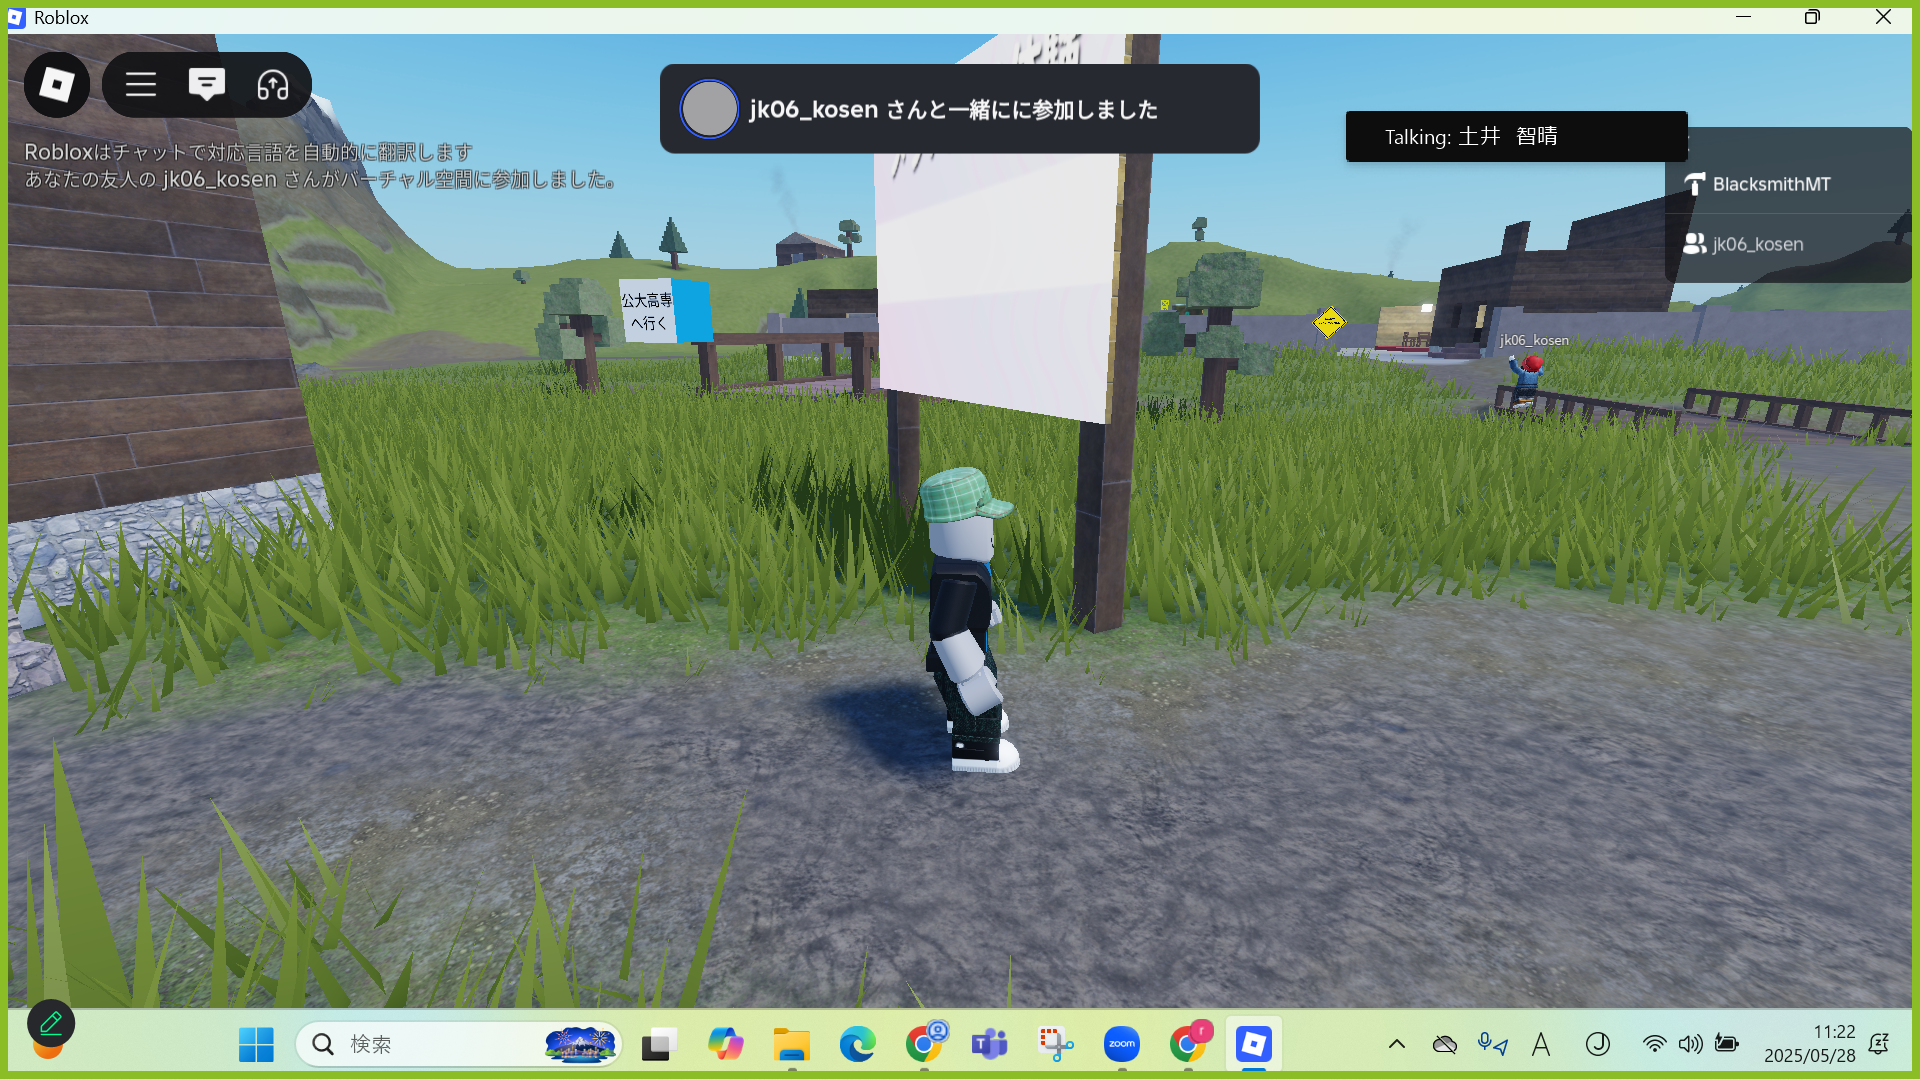 Roblox
jk06_kosen さんと一緒にに参加しました
Talking: 土井 智晴
Robloxはチャットで対応言語を自動的に翻訳します
あなたの友人の jk06_kosen さんがバーチャル空間に参加しました。
BlacksmithMT
jk06_kosen
公大高専
へ行く
jk06_kosen
検索
zoom
r
A
J
11:22
2025/05/28